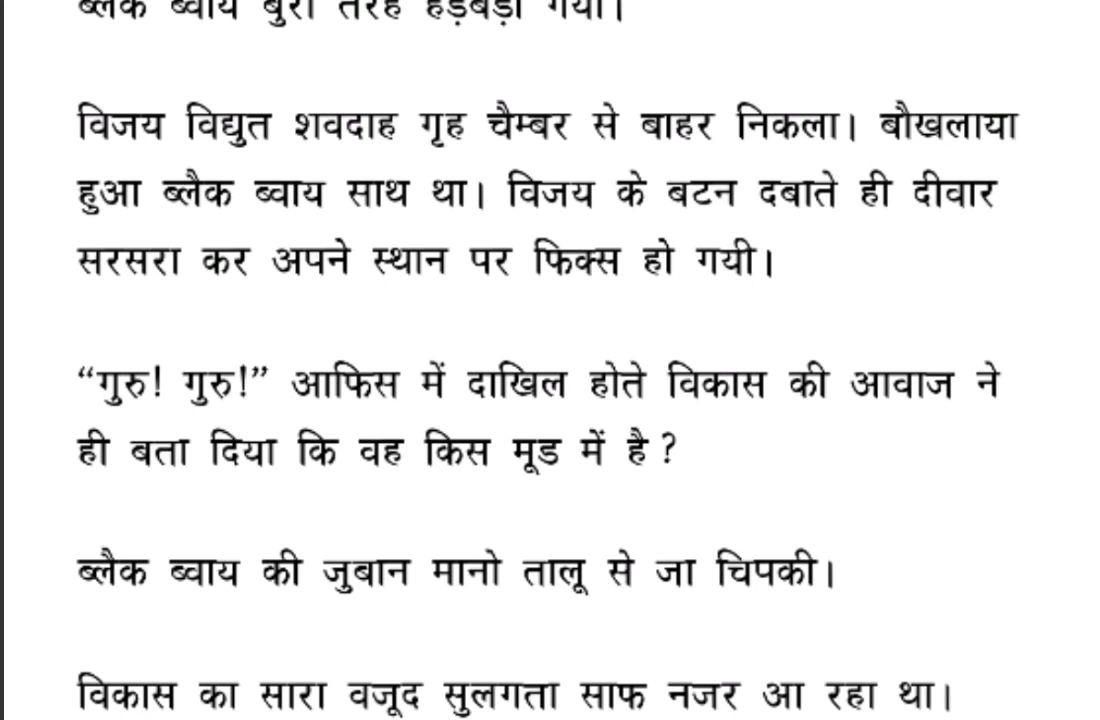 ब्लैक ब्वाय बुरी तरह हड़बड़ा गया।
विजय विद्युत शवदाह गृह चैम्बर से बाहर निकला। बौखलाया
हुआ ब्लैक ब्वाय साथ था। विजय के बटन दबाते ही दीवार
सरसरा कर अपने स्थान पर फिक्स हो गयी।
“गुरु! गुरु!” आफिस में दाखिल होते विकास की आवाज ने
ही बता दिया कि वह किस मूड में है?
ब्लैक ब्वाय की जुबान मानो तालू से जा चिपकी।
विकास का सारा वजूद सुलगता साफ नजर आ रहा था।